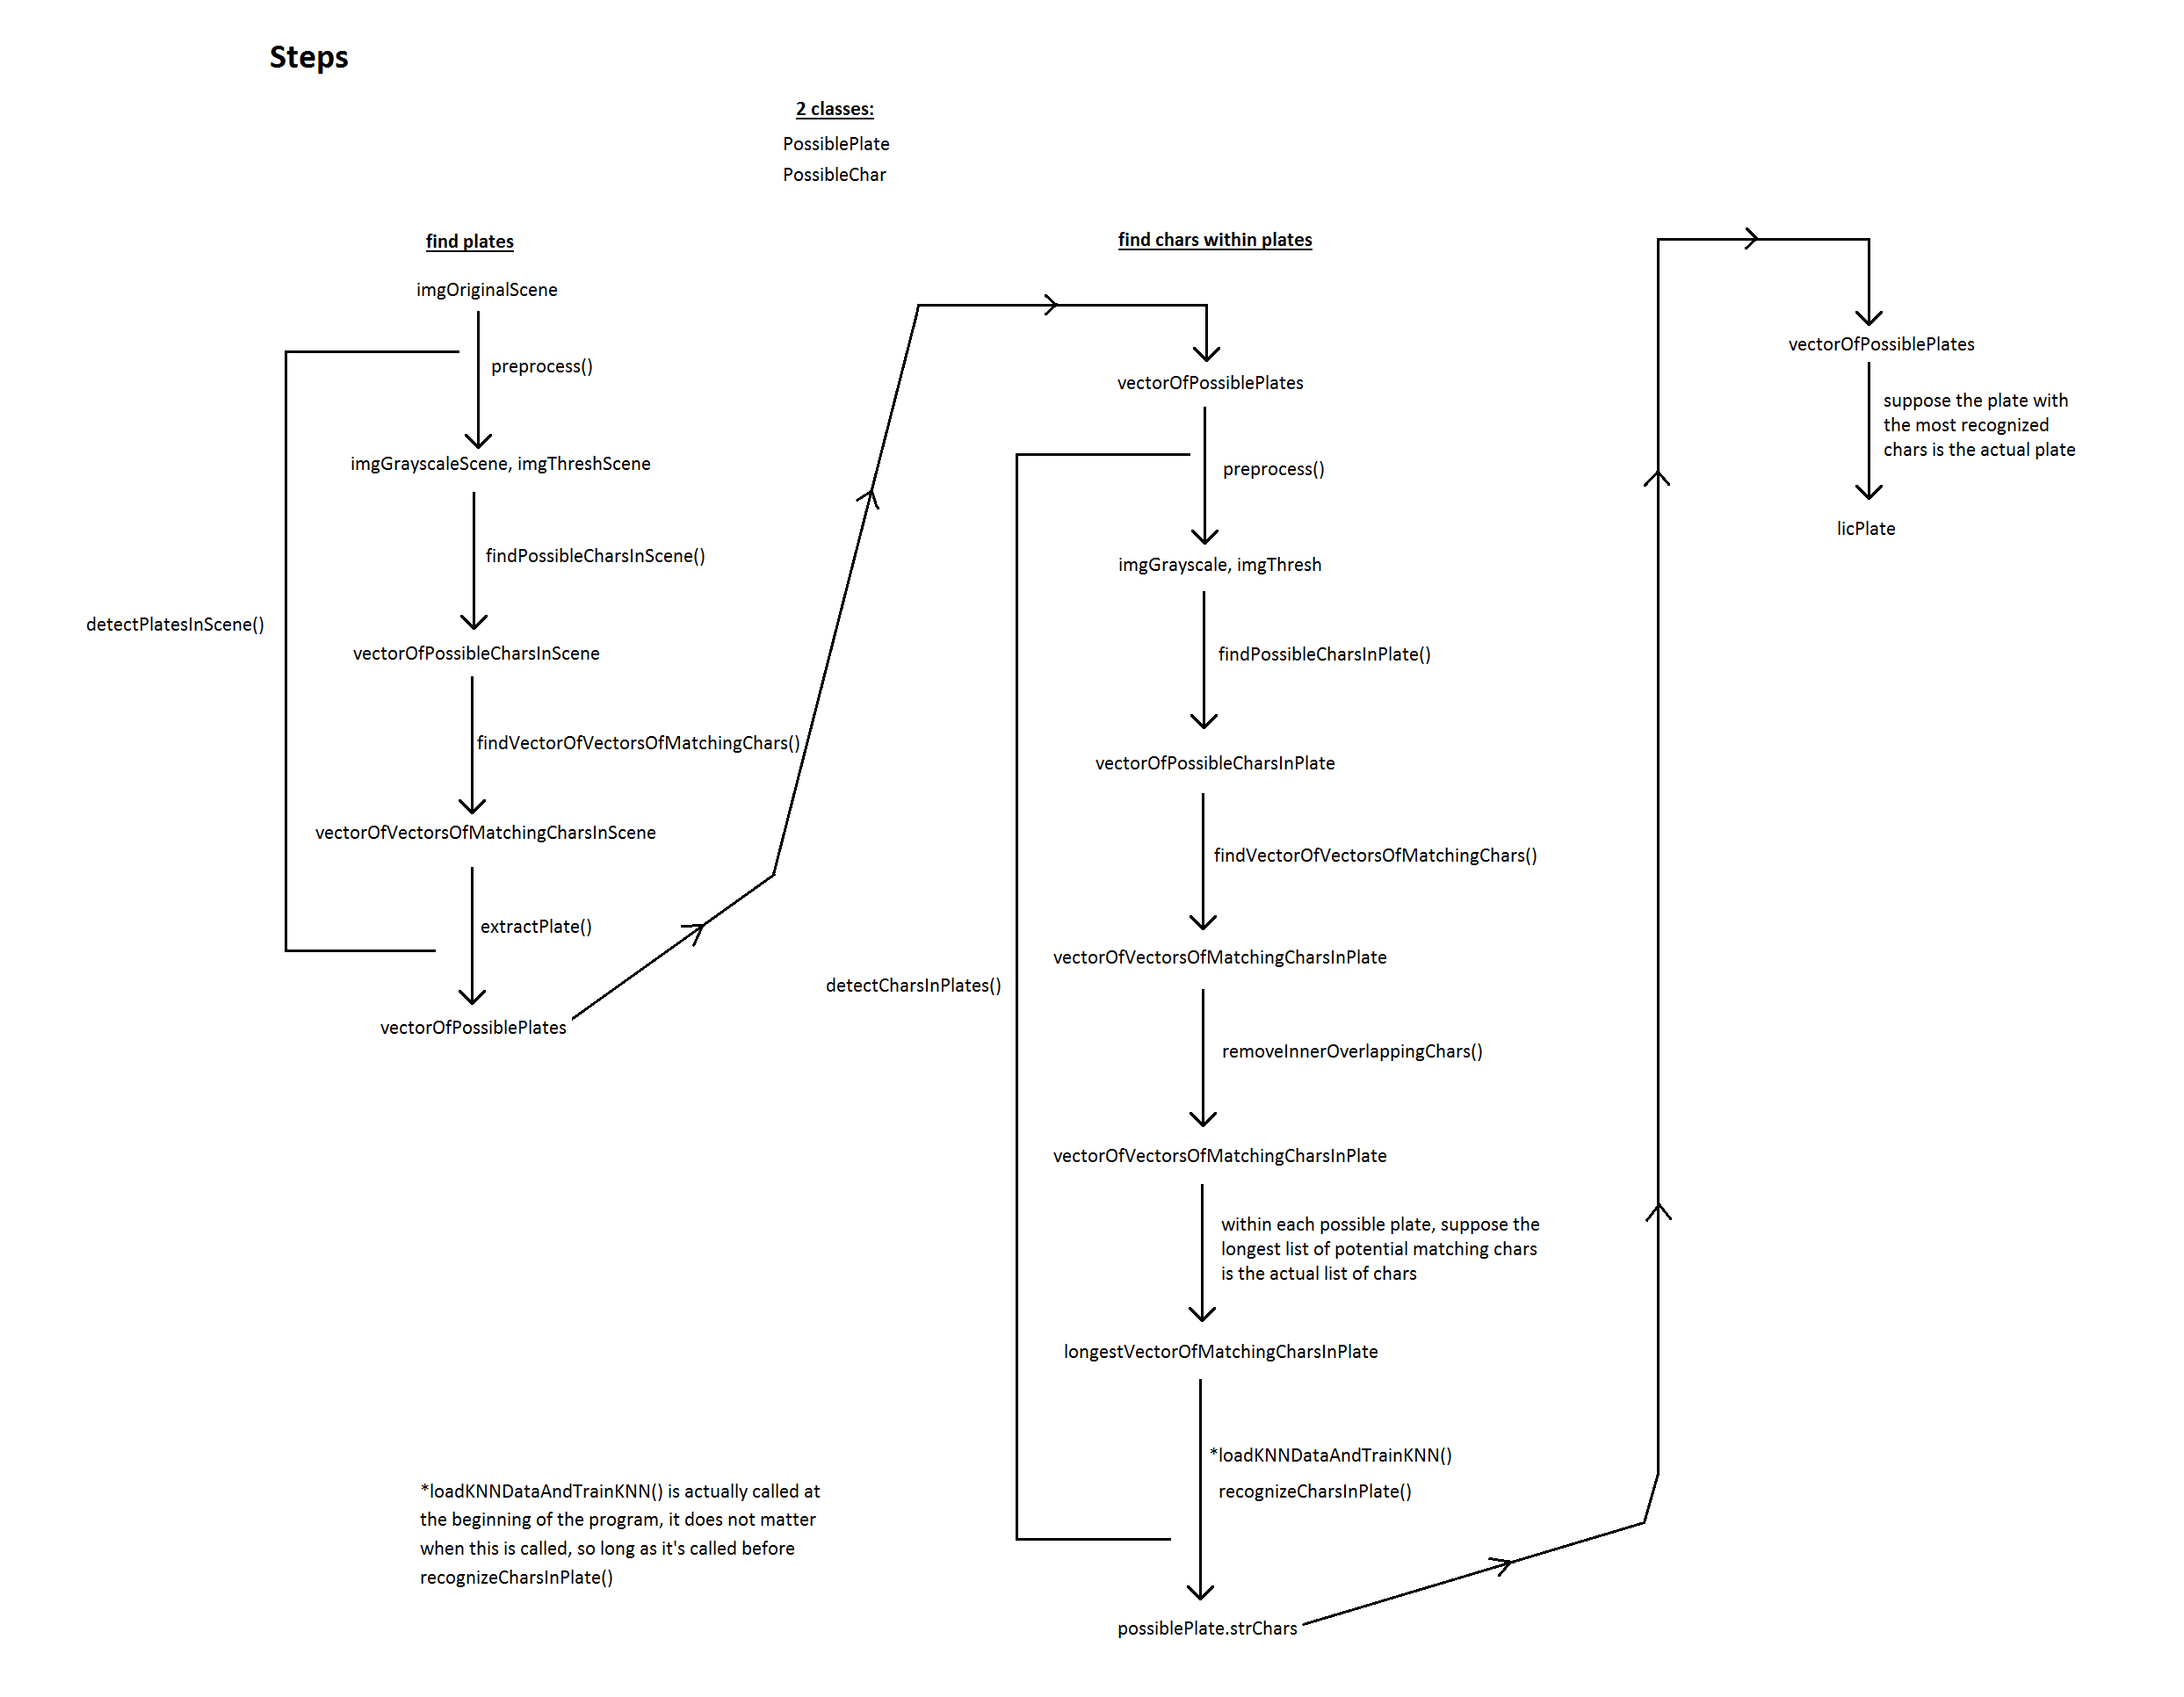 Steps
2 classes:
PossiblePlate
PossibleChar
find plates
imgOriginalScene
preprocess()
imgGrayscaleScene, imgThreshScene
findPossibleCharsInScene()
detectPlatesInScene()
vectorOfPossibleCharsInScene
findVectorOfVectorsOfMatchingChars()
vectorOfVectorsOfMatchingCharsInScene
extractPlate()
vectorOfPossiblePlates
find chars within plates
vectorOfPossiblePlates
preprocess()
imgGrayscale, imgThresh
findPossibleCharsInPlate()
vectorOfPossibleCharsInPlate
findVectorOfVectorsOfMatchingChars()
vectorOfVectorsOfMatchingCharsInPlate
detectCharsInPlates()
removeInnerOverlappingChars()
vectorOfVectorsOfMatchingCharsInPlate
within each possible plate, suppose the
longest list of potential matching chars
is the actual list of chars
longestVectorOfMatchingCharsInPlate
*loadKNNDataAndTrainKNN()
recognizeCharsInPlate()
possiblePlate.strChars
*loadKNNDataAndTrainKNN() is actually called at
the beginning of the program, it does not matter
when this is called, so long as it's called before
recognizeCharsInPlate()
vectorOfPossiblePlates
suppose the plate with
the most recognized
chars is the actual plate
licPlate